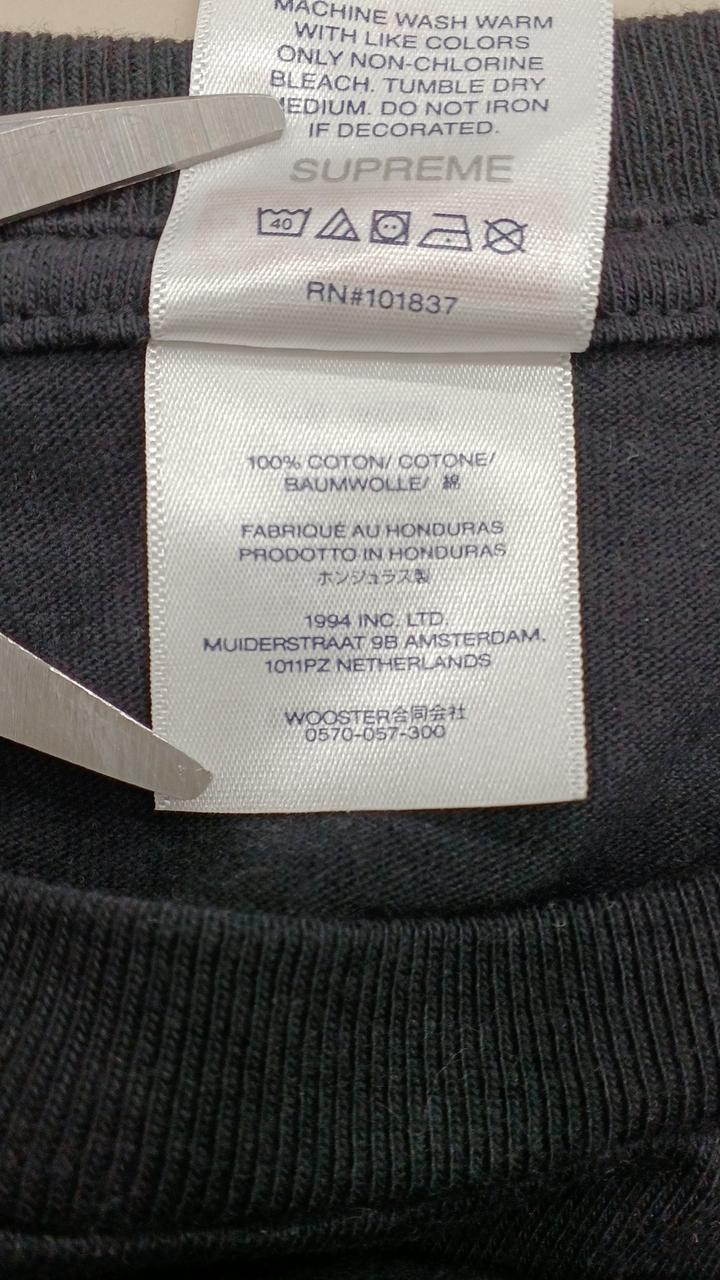 MACHINE WASH WARM
WITH LIKE COLORS
ONLY NON-CHLORINE
BLEACH. TUMBLE DRY
MEDIUM. DO NOT IRON
IF DECORATED.
SUPREME
40
RN#101837
100% COTON/ COTONE/
BAUMWOLLE/ 綿
FABRIQUÉ AU HONDURAS
PRODOTTO IN HONDURAS
ホンジュラス製
1994 INC. LTD.
MUIDERSTRAAT 9B AMSTERDAM.
1011PZ NETHERLANDS
WOOSTER合同会社
0570-057-300